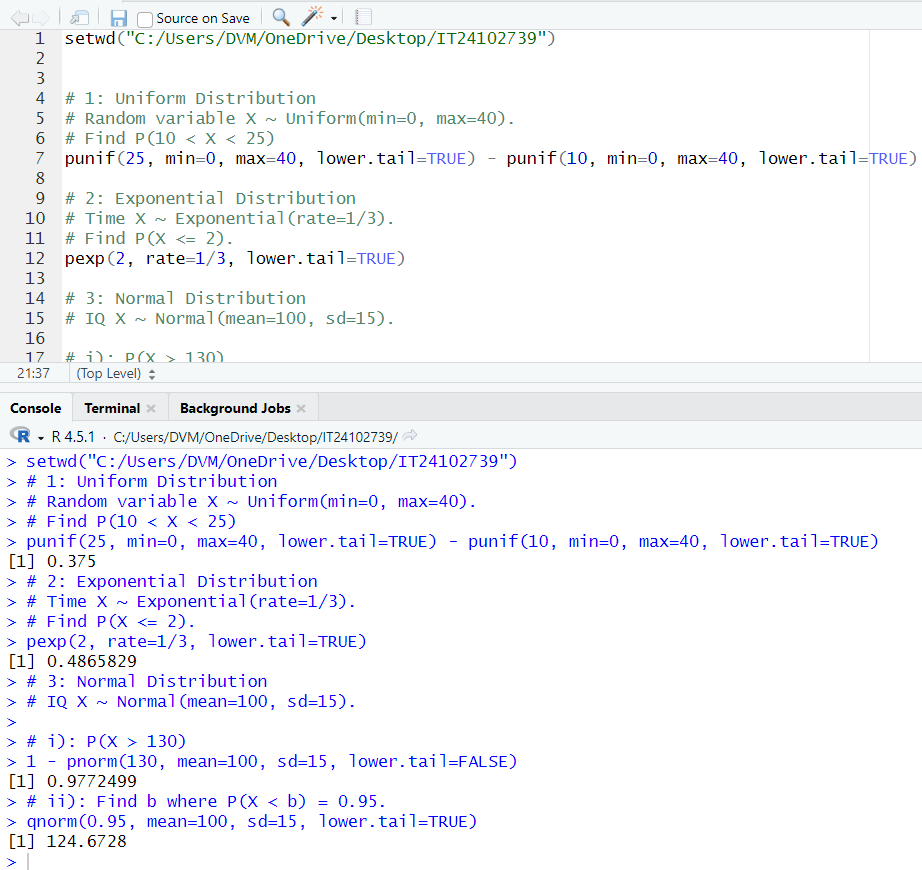 Source on Save
1 setwd("C:/Users/DVM/OneDrive/Desktop/IT24102739")
2
3
4 # 1: Uniform Distribution
5 # Random variable X ~ Uniform(min=0, max=40).
6 # Find P(10 < X < 25)
7 punif(25, min=0, max=40, lower.tail=TRUE) - punif(10, min=0, max=40, lower.tail=TRUE)
8
9 # 2: Exponential Distribution
10 # Time X ~ Exponential(rate=1/3).
11 # Find P(X <= 2).
12 pexp(2, rate=1/3, lower.tail=TRUE)
13
14 # 3: Normal Distribution
15 # IQ X ~ Normal(mean=100, sd=15).
16
17 # i): P(X > 130)
21:37 (Top Level)
Console Terminal Background Jobs
R R 4.5.1 · C:/Users/DVM/OneDrive/Desktop/IT24102739/
> setwd("C:/Users/DVM/OneDrive/Desktop/IT24102739")
> # 1: Uniform Distribution
> # Random variable X ~ Uniform(min=0, max=40).
> # Find P(10 < X < 25)
> punif(25, min=0, max=40, lower.tail=TRUE) - punif(10, min=0, max=40, lower.tail=TRUE)
[1] 0.375
> # 2: Exponential Distribution
> # Time X ~ Exponential(rate=1/3).
> # Find P(X <= 2).
> pexp(2, rate=1/3, lower.tail=TRUE)
[1] 0.4865829
> # 3: Normal Distribution
> # IQ X ~ Normal(mean=100, sd=15).
>
> # i): P(X > 130)
> 1 - pnorm(130, mean=100, sd=15, lower.tail=FALSE)
[1] 0.9772499
> # ii): Find b where P(X < b) = 0.95.
> qnorm(0.95, mean=100, sd=15, lower.tail=TRUE)
[1] 124.6728
>